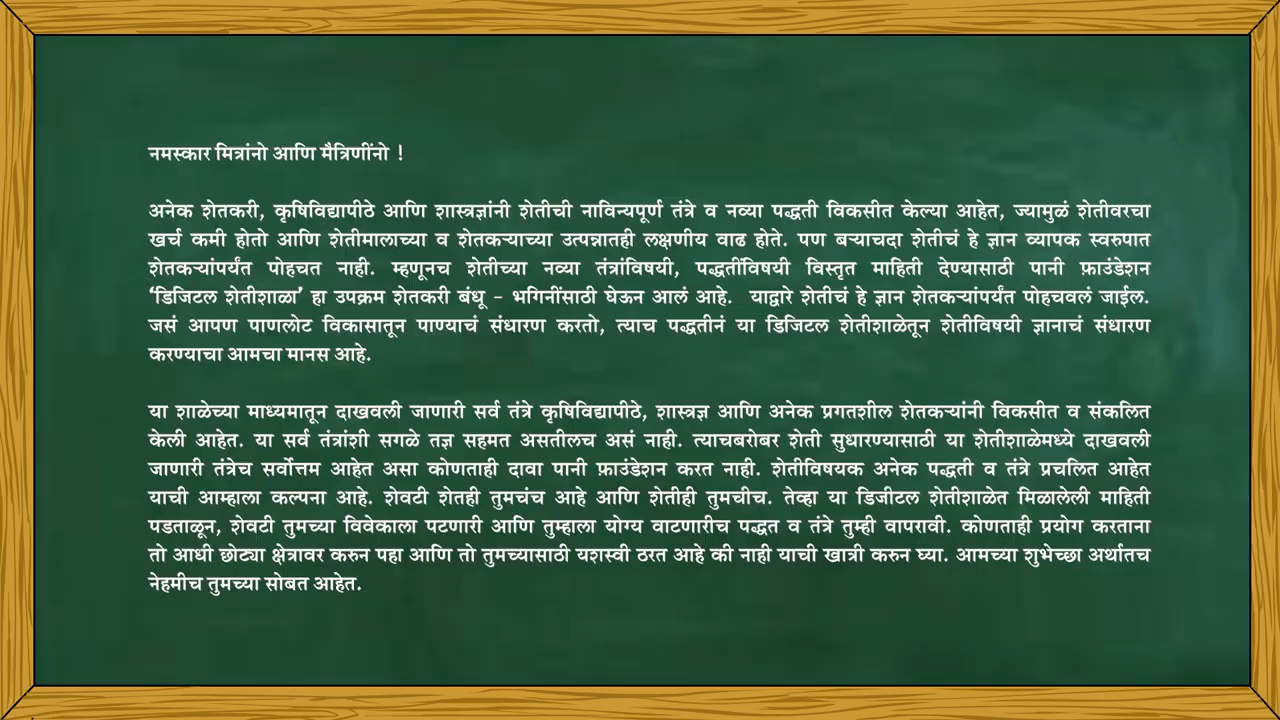 नमस्कार मित्रांनो आणि मैत्रिणींनो !
अनेक शेतकरी, कृषिविद्यापीठे आणि शास्त्रज्ञांनी शेतीची नाविन्यपूर्ण तंत्रे व नव्या पद्धती विकसीत केल्या आहेत, ज्यामुळं शेतीवरचा
खर्च कमी होतो आणि शेतीमालाच्या व शेतकऱ्याच्या उत्पन्नातही लक्षणीय वाढ होते. पण बऱ्याचदा शेतीचं हे ज्ञान व्यापक स्वरुपात
शेतकऱ्यांपर्यंत पोहचत नाही. म्हणूनच शेतीच्या नव्या तंत्रांविषयी, पद्धतींविषयी विस्तृत माहिती देण्यासाठी पानी फ़ाउंडेशन
‘डिजिटल शेतीशाळा’ हा उपक्रम शेतकरी बंधू - भगिनींसाठी घेऊन आलं आहे. याद्वारे शेतीचं हे ज्ञान शेतकऱ्यांपर्यंत पोहचवलं जाईल.
जसं आपण पाणलोट विकासातून पाण्याचं संधारण करतो, त्याच पद्धतीनं या डिजिटल शेतीशाळेतून शेतीविषयी ज्ञानाचं संधारण
करण्याचा आमचा मानस आहे.
या शाळेच्या माध्यमातून दाखवली जाणारी सर्व तंत्रे कृषिविद्यापीठे, शास्त्रज्ञ आणि अनेक प्रगतशील शेतकऱ्यांनी विकसीत व संकलित
केली आहेत. या सर्व तंत्रांशी सगळे तज्ञ सहमत असतीलच असं नाही. त्याचबरोबर शेती सुधारण्यासाठी या शेतीशाळेमध्ये दाखवली
जाणारी तंत्रेच सर्वोत्तम आहेत असा कोणताही दावा पानी फ़ाउंडेशन करत नाही. शेतीविषयक अनेक पद्धती व तंत्रे प्रचलित आहेत
याची आम्हाला कल्पना आहे. शेवटी शेतही तुमचंच आहे आणि शेतीही तुमचीच. तेव्हा या डिजीटल शेतीशाळेत मिळालेली माहिती
पडताळून, शेवटी तुमच्या विवेकाला पटणारी आणि तुम्हाला योग्य वाटणारीच पद्धत व तंत्रे तुम्ही वापरावी. कोणताही प्रयोग करताना
तो आधी छोट्या क्षेत्रावर करुन पहा आणि तो तुमच्यासाठी यशस्वी ठरत आहे की नाही याची खात्री करुन घ्या. आमच्या शुभेच्छा अर्थातच
नेहमीच तुमच्या सोबत आहेत.